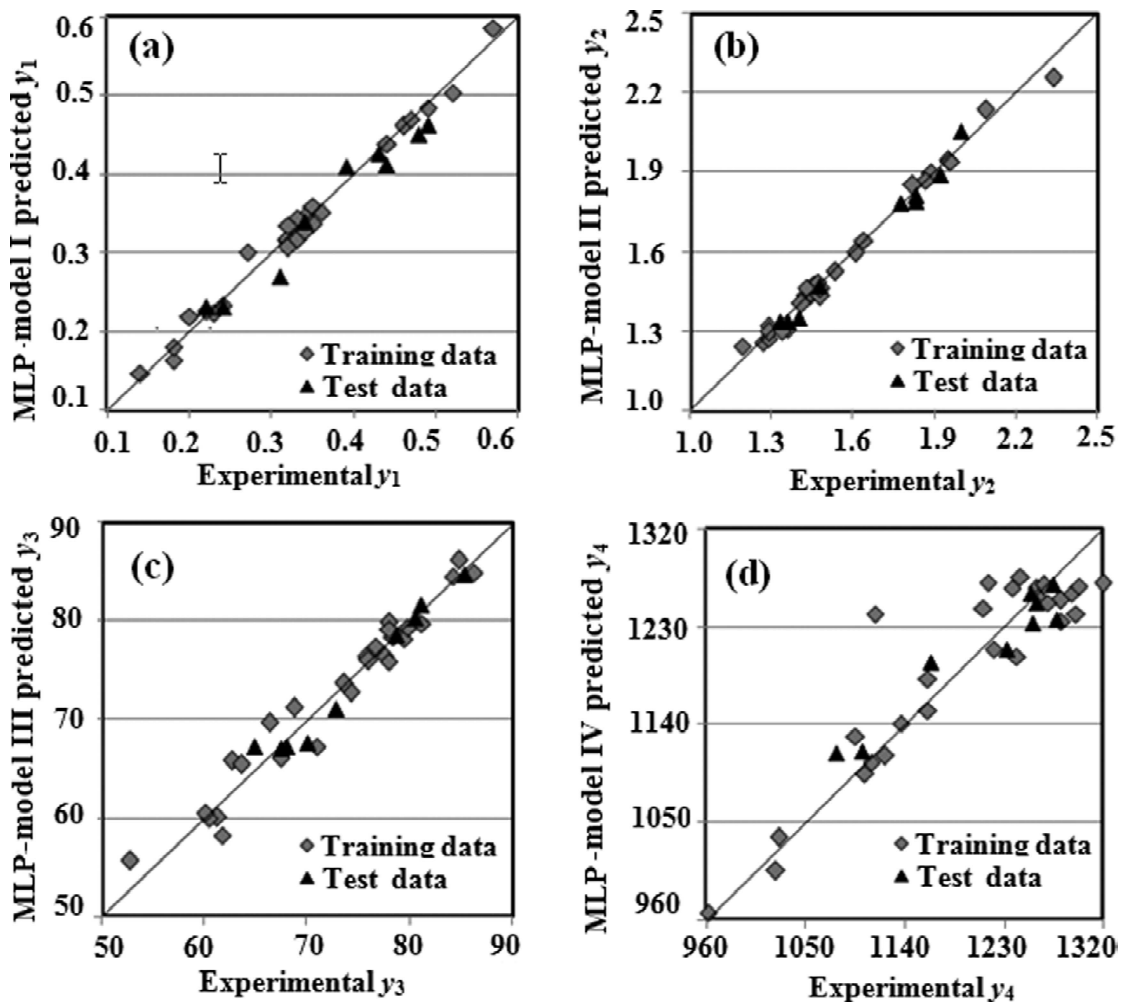 (a)
MLP-model I predicted y1
0.6
0.5
0.4
0.3
0.2
0.1
Training data
Test data
0.1 0.2 0.3 0.4 0.5 0.6
Experimental y1
(b)
MLP-model II predicted y2
2.5
2.2
1.9
1.6
1.3
1.0
Training data
Test data
1.0 1.3 1.6 1.9 2.2 2.5
Experimental y2
(c)
MLP-model III predicted y3
90
80
70
60
50
Training data
Test data
50 60 70 80 90
Experimental y3
(d)
MLP-model IV predicted y4
1320
1230
1140
1050
960
Training data
Test data
960 1050 1140 1230 1320
Experimental y4